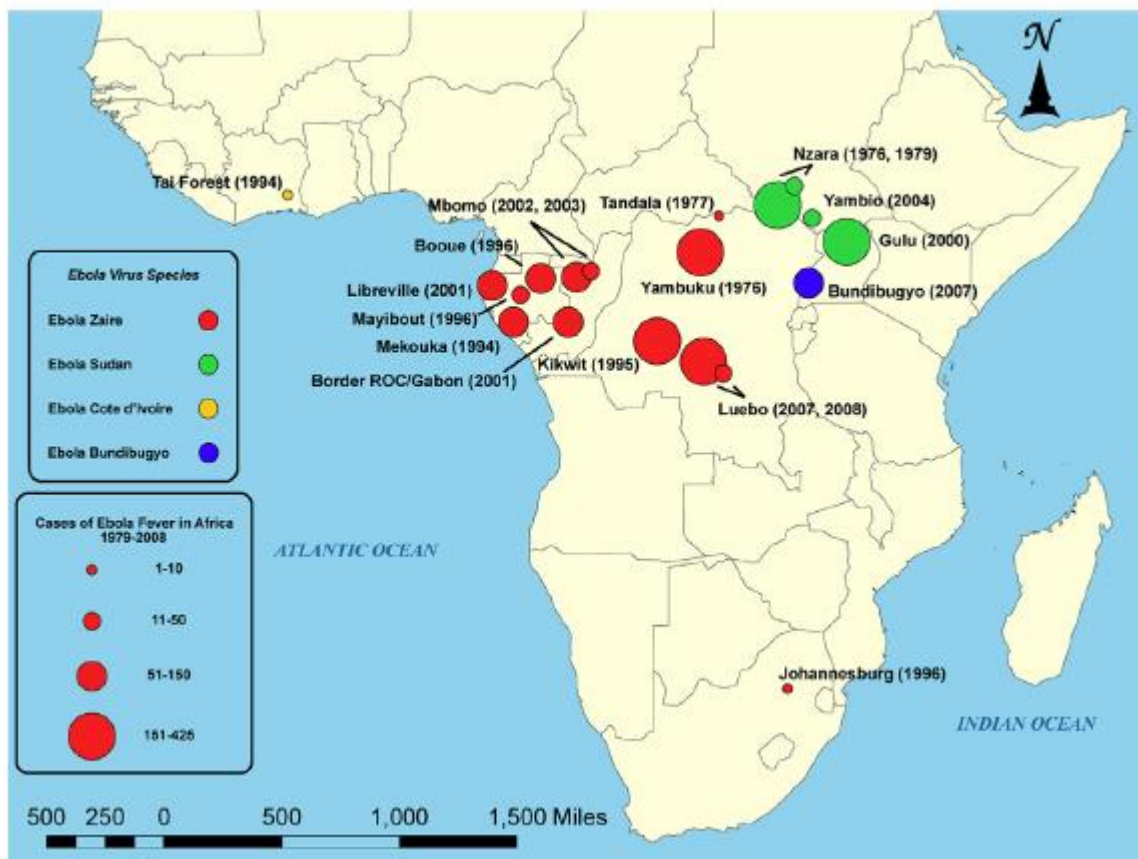 N
Nzara (1976, 1979)
Tai Forest (1994)
Mbomo (2002, 2003)
Tandala (1977)
Yambio (2004)
Booue (1996)
Gulu (2000)
Libreville (2001)
Yambuku (1976)
Bundibugyo (2007)
Mayibout (1996)
Mekouka (1994)
Kikwit (1995)
Border ROC/Gabon (2001)
Luebo (2007, 2008)
Ebola Virus Species
Ebola Zaire
Ebola Sudan
Ebola Cote d'Ivoire
Ebola Bundibugyo
Cases of Ebola Fever in Africa
1979-2008
1-10
11-50
51-150
151-425
ATLANTIC OCEAN
Johannesburg (1996)
INDIAN OCEAN
500 250 0 500 1,000 1,500 Miles